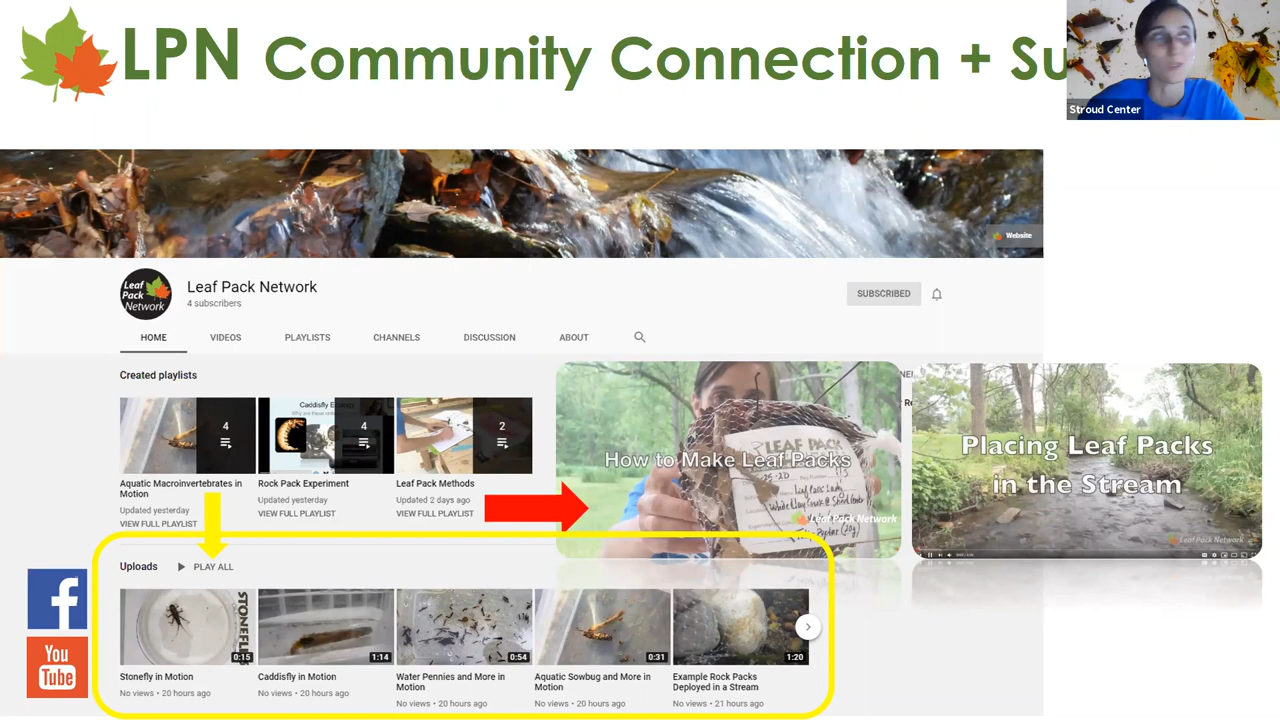 LPN Community Connection + Su
Stroud Center
Website
Leaf
Pack
Network
Leaf Pack Network
4 subscribers
SUBSCRIBED
HOME VIDEOS PLAYLISTS CHANNELS DISCUSSION ABOUT
Created playlists
4
Caddisfly Ecology
4
2
Aquatic Macroinvertebrates in
Motion
Updated yesterday
VIEW FULL PLAYLIST
Rock Pack Experiment
Updated yesterday
VIEW FULL PLAYLIST
Leaf Pack Methods
Updated 2 days ago
VIEW FULL PLAYLIST
LEAF PACK
How to Make Leaf Packs
Leaf Pack Network
Placing Leaf Packs
in the Stream
Leaf Pack Network
Uploads PLAY ALL
STONEFL
0:15
1:14
0:54
0:31
1:20
Stonefly in Motion
No views • 20 hours ago
Caddisfly in Motion
No views • 20 hours ago
Water Pennies and More in
Motion
No views • 20 hours ago
Aquatic Sowbug and More in
Motion
No views • 20 hours ago
Example Rock Packs
Deployed in a Stream
No views • 21 hours ago
f
You
Tube